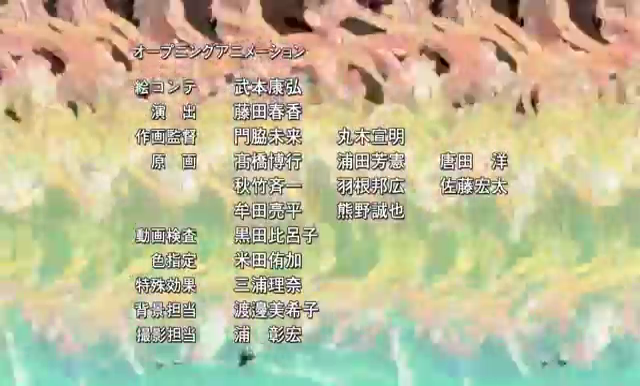 オープニングアニメーション
絵コンテ 武本康弘
演　出 藤田春香
作画監督 門脇未来 丸木宣明
原　画 髙橋博行 浦田芳憲 唐田　洋
秋竹斉一 羽根邦広 佐藤宏太
牟田亮平 熊野誠也
動画検査 黒田比呂子
色指定 米田侑加
特殊効果 三浦理奈
背景担当 渡邊美希子
撮影担当 浦　彰宏